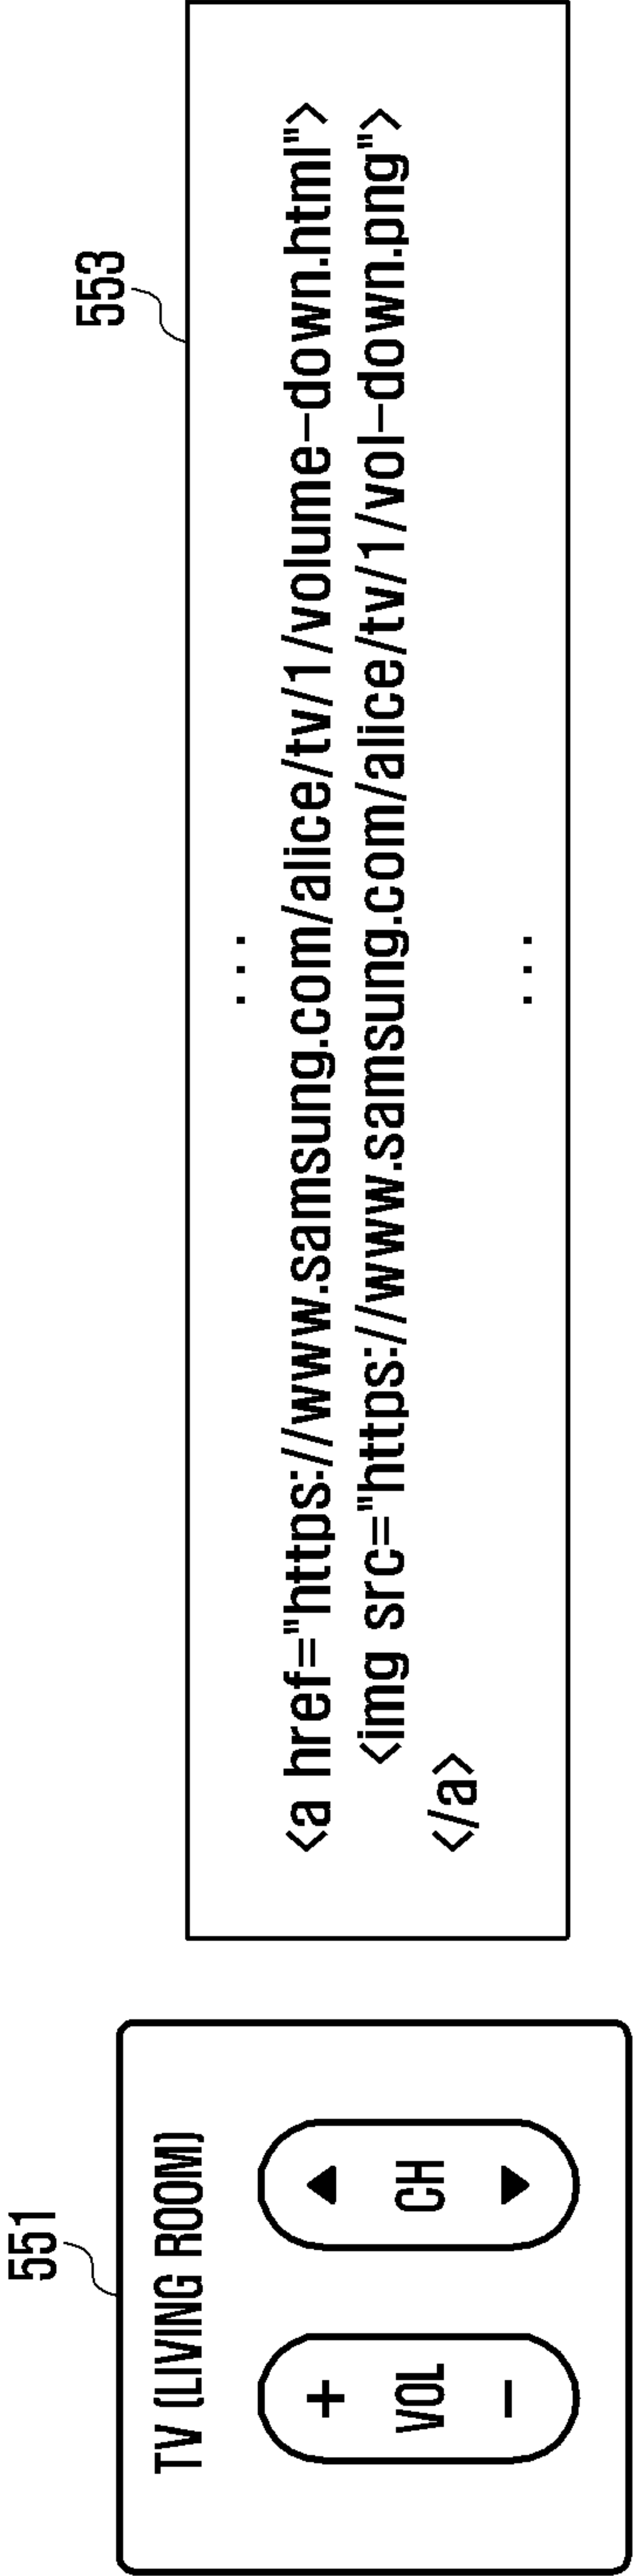 551
TV (LIVING ROOM)
+
VOL
−
▲
CH
▼
553
...
<a href="https://www.samsung.com/alice/tv/1/volume-down.html">
<img src="https://www.samsung.com/alice/tv/1/vol-down.png">
</a>
...